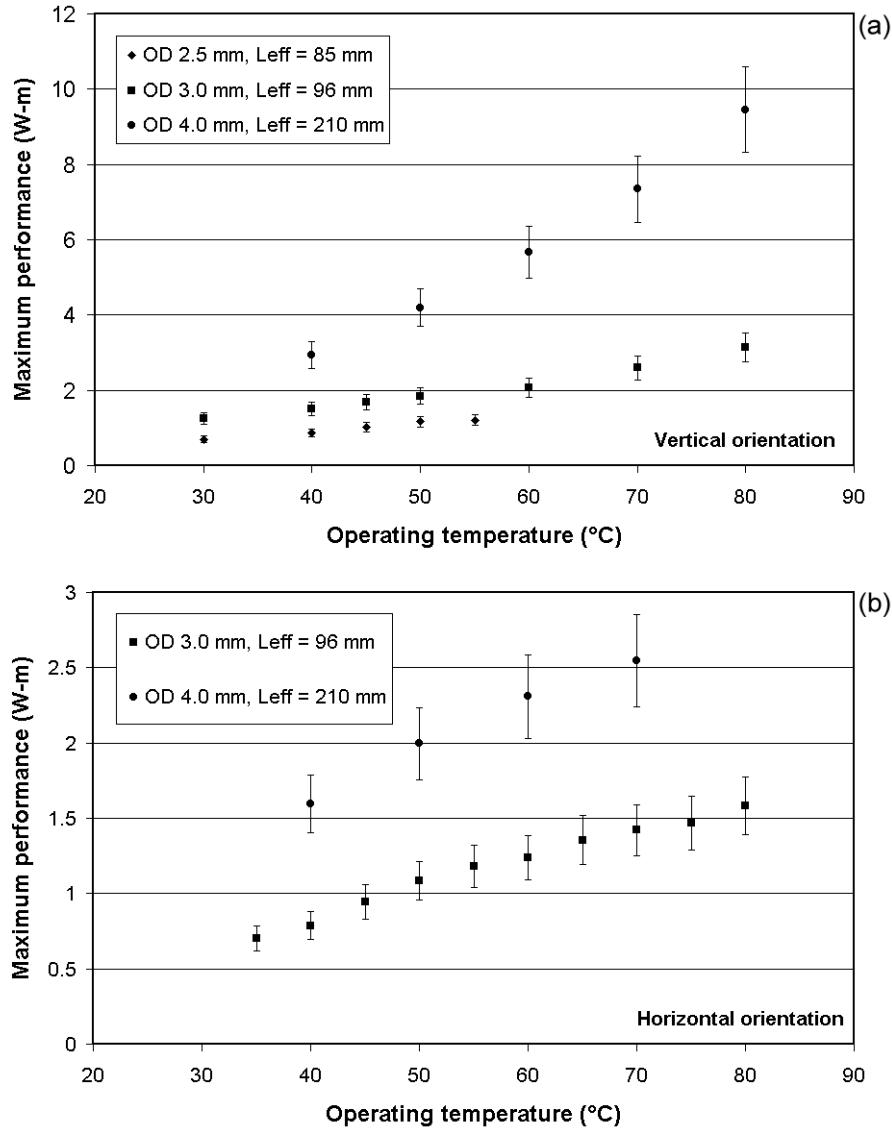 (a)
12
10
8
6
4
2
0
Maximum performance (W-m)
OD 2.5 mm, Leff = 85 mm
OD 3.0 mm, Leff = 96 mm
OD 4.0 mm, Leff = 210 mm
Vertical orientation
20 30 40 50 60 70 80 90
Operating temperature (°C)
(b)
3
2.5
2
1.5
1
0.5
0
Maximum performance (W-m)
OD 3.0 mm, Leff = 96 mm
OD 4.0 mm, Leff = 210 mm
Horizontal orientation
20 30 40 50 60 70 80 90
Operating temperature (°C)